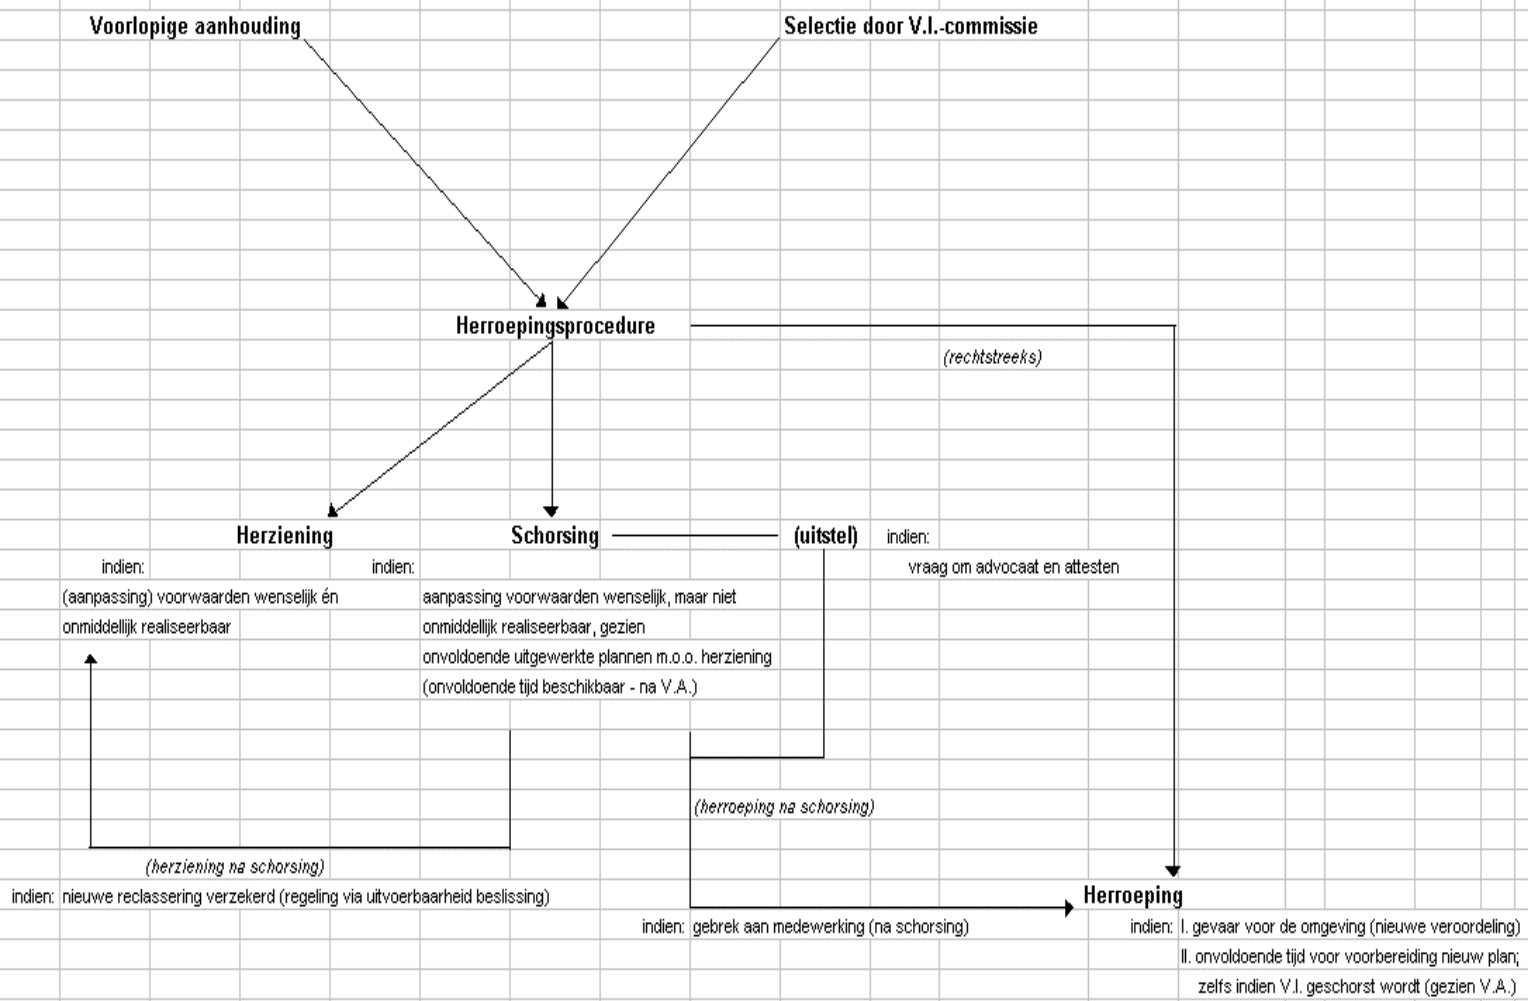 Voorlopige aanhouding
Selectie door V.I.-commissie
Herroepingsprocedure
(rechtstreeks)
Herziening
indien:
(aanpassing) voorwaarden wenselijk én
onmiddellijk realiseerbaar
Schorsing
indien:
aanpassing voorwaarden wenselijk, maar niet
onmiddellijk realiseerbaar, gezien
onvoldoende uitgewerkte plannen m.o.o. herziening
(onvoldoende tijd beschikbaar - na V.A.)
(uitstel)
indien:
vraag om advocaat en attesten
(herroeping na schorsing)
(herziening na schorsing)
indien: nieuwe reclassering verzekerd (regeling via uitvoerbaarheid beslissing)
indien: gebrek aan medewerking (na schorsing)
Herroeping
indien: I. gevaar voor de omgeving (nieuwe veroordeling)
II. onvoldoende tijd voor voorbereiding nieuw plan;
zelfs indien V.I. geschorst wordt (gezien V.A.)